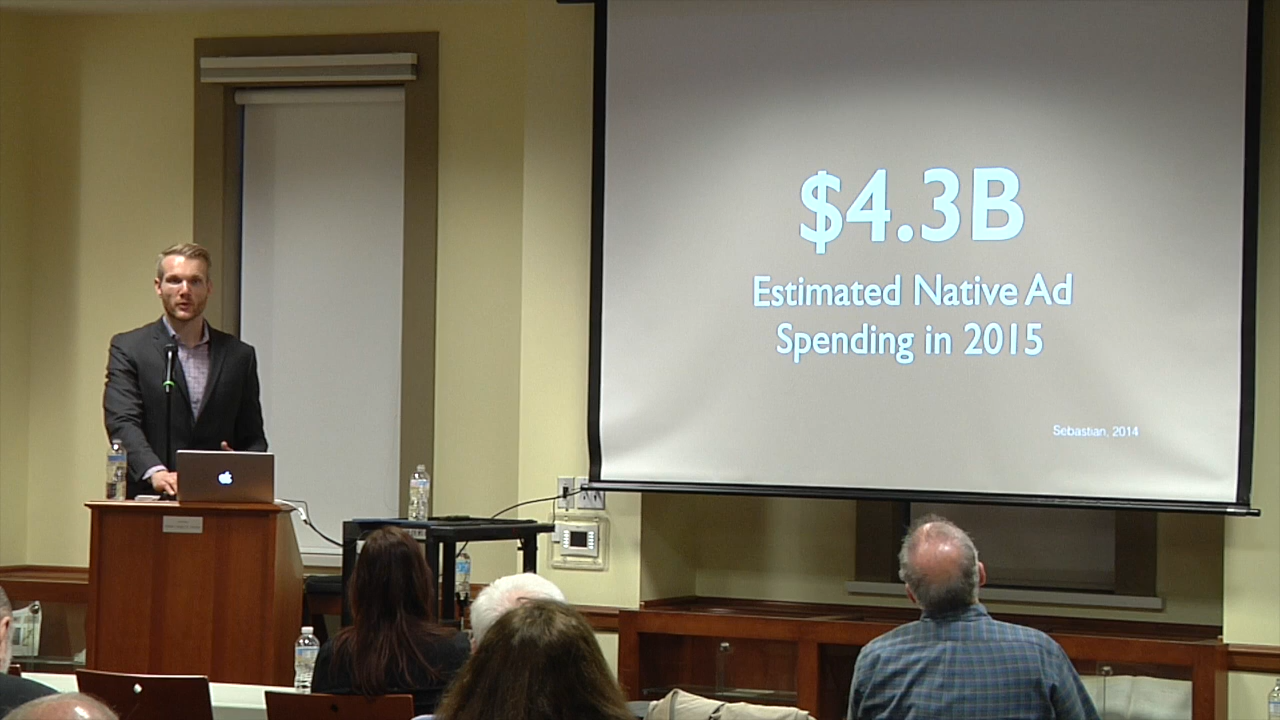 $4.3B
Estimated Native Ad
Spending in 2015
Sebastian, 2014